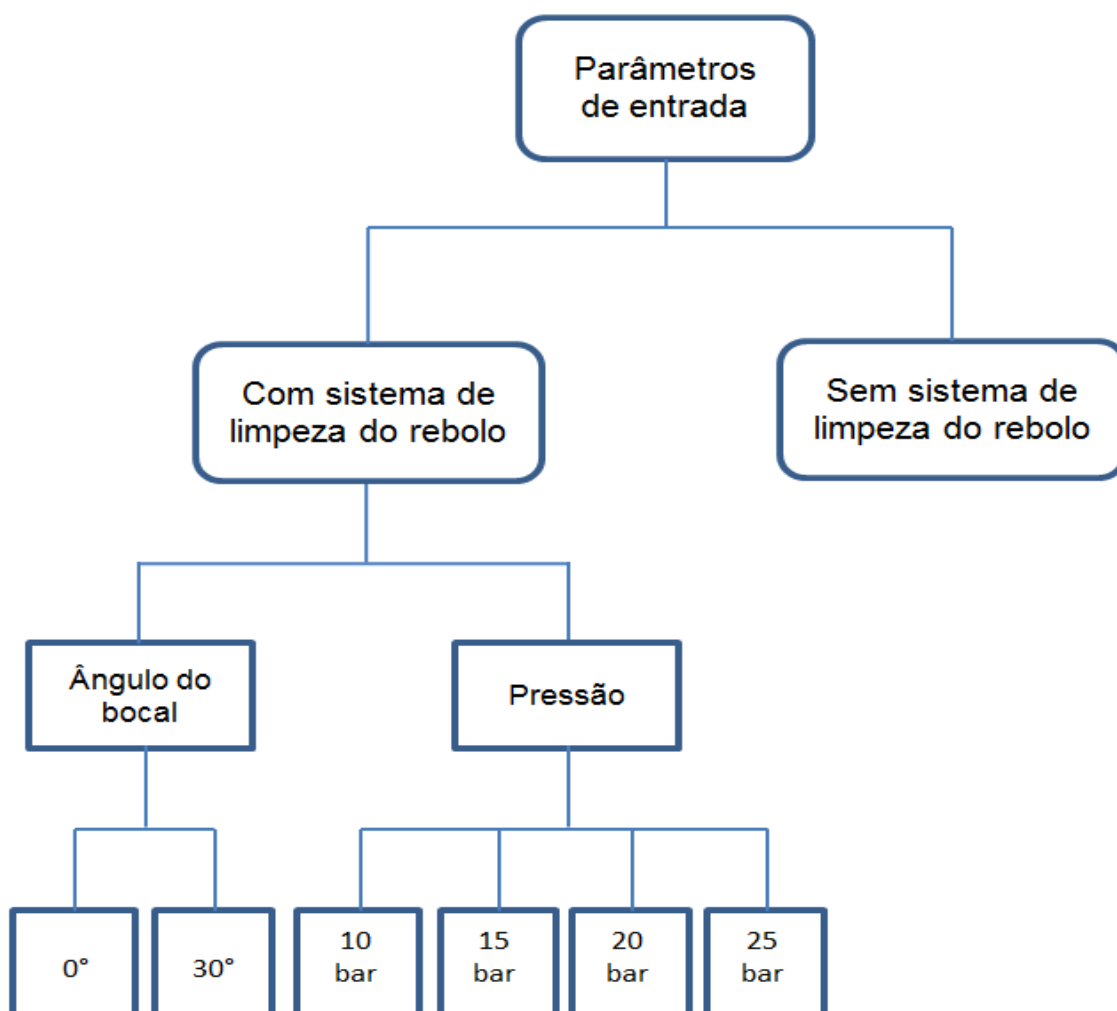 Parâmetros
de entrada
Com sistema de
limpeza do rebolo
Sem sistema de
limpeza do rebolo
Ângulo do
bocal
Pressão
0°
30°
10
bar
15
bar
20
bar
25
bar